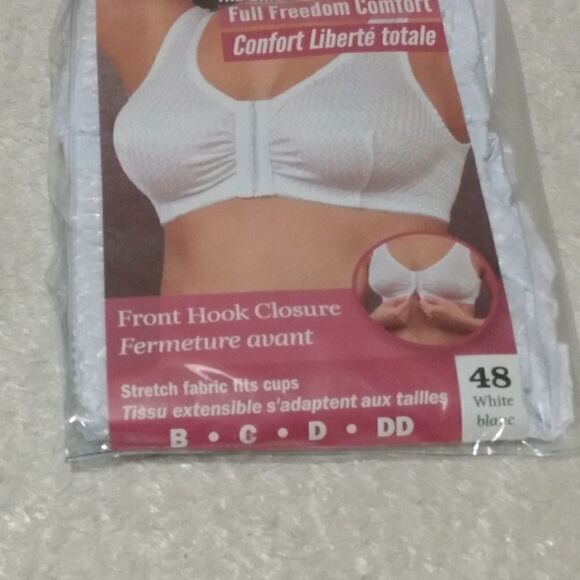 Full Freedom Comfort
Confort Liberté totale
Front Hook Closure
Fermeture avant
Stretch fabric fits cups
Tissu extensible s'adaptent aux tailles
B • C • D • DD
48
White
blanc